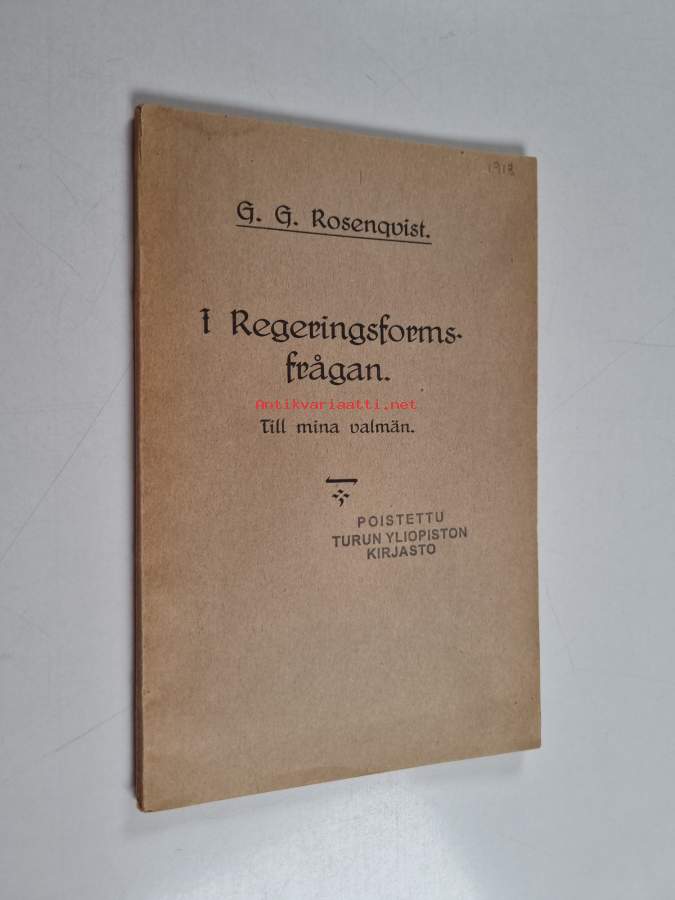 1918
G. G. Rosenqvist.
I Regeringsforms-
frågan.
Antikvariaatti.net
Till mina valmän.
POISTETTU
TURUN YLIOPISTON
KIRJASTO